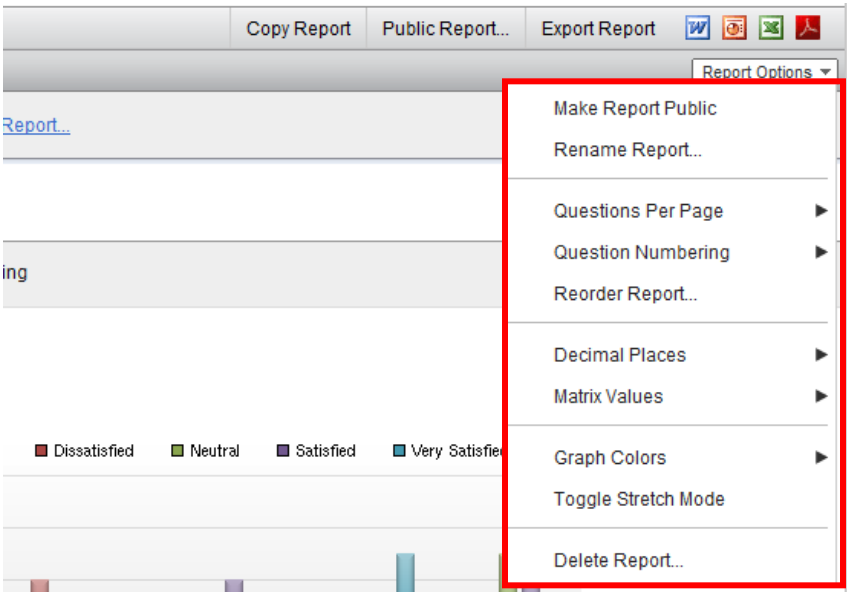 Copy Report Public Report... Export Report
Report Options
Report...
Make Report Public
Rename Report...
Questions Per Page
Question Numbering
Reorder Report...
ing
Decimal Places
Matrix Values
Dissatisfied Neutral Satisfied Very Satisfie
Graph Colors
Toggle Stretch Mode
Delete Report...